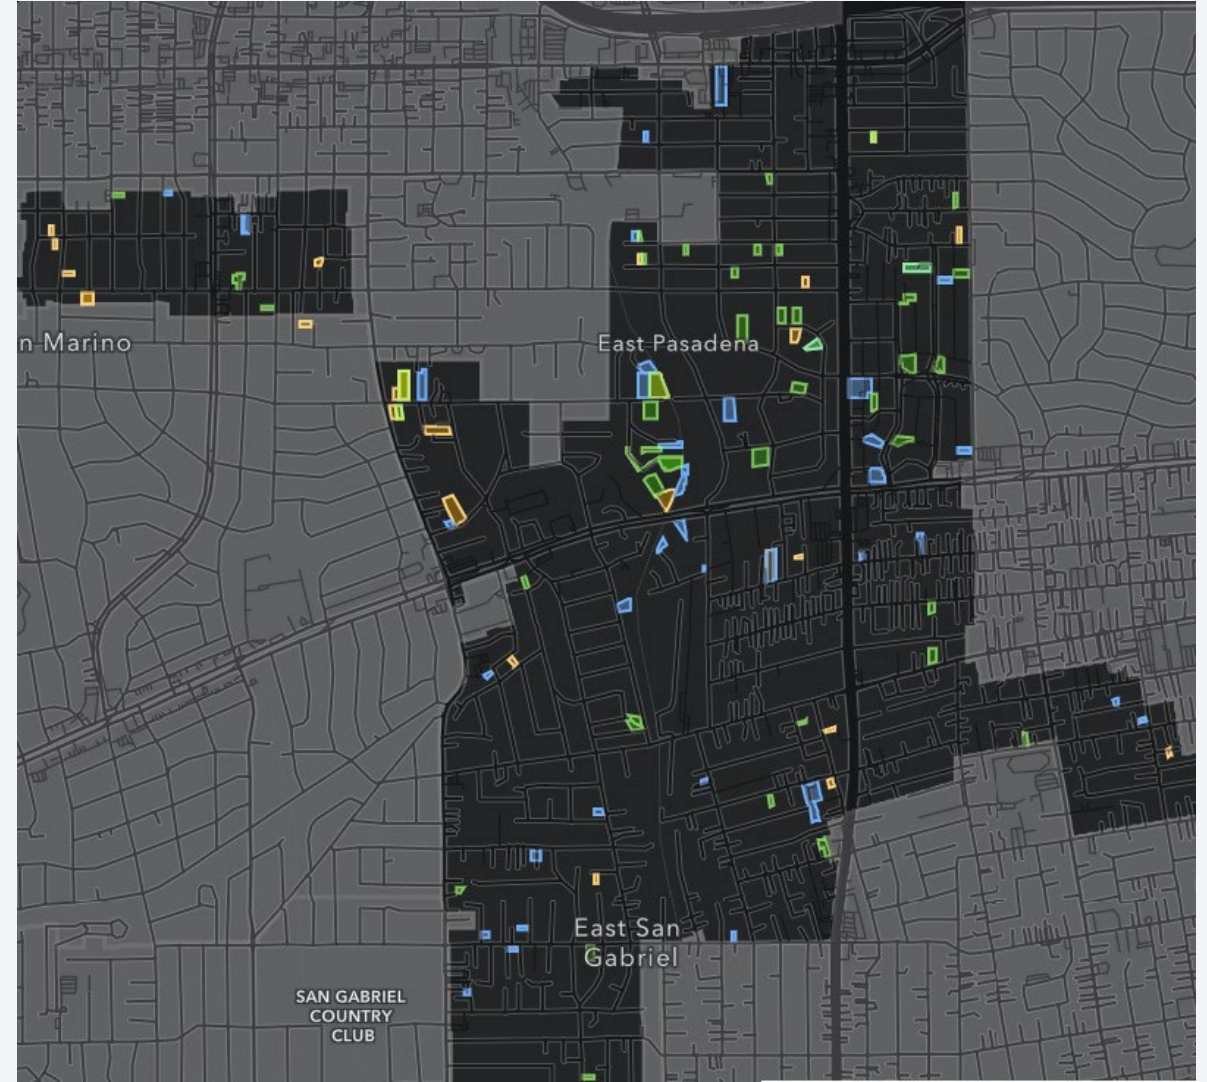 n Marino
East Pasadena
East San
Gabriel
SAN GABRIEL
COUNTRY
CLUB